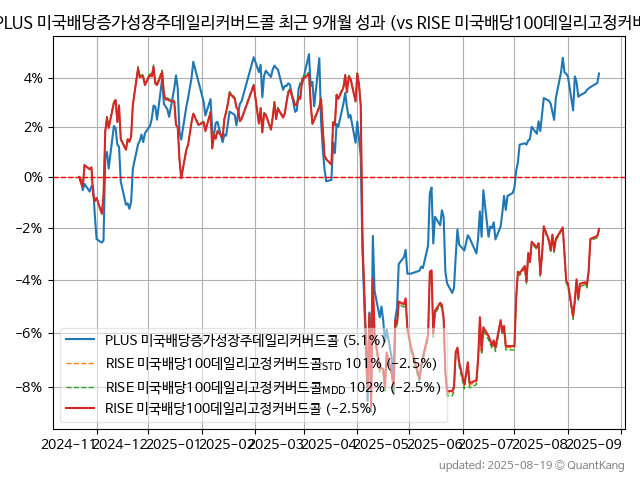 PLUS 미국배당증가성장주데일리커버드콜 최근 9개월 성과 (vs RISE 미국배당100데일리고정커버
4%
2%
0%
−2%
−4%
−6%
−8%
PLUS 미국배당증가성장주데일리커버드콜 (5.1%)
RISE 미국배당100데일리고정커버드콜STD 101% (−2.5%)
RISE 미국배당100데일리고정커버드콜MDD 102% (−2.5%)
RISE 미국배당100데일리고정커버드콜 (−2.5%)
2024-11 2024-12 2025-01 2025-02 2025-03 2025-04 2025-05 2025-06 2025-07 2025-08 2025-09
updated: 2025-08-19 © QuantKang